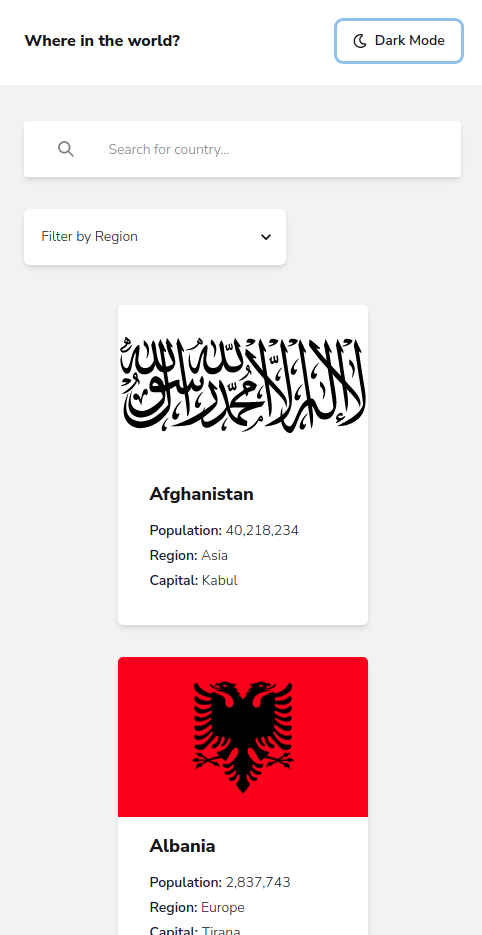 Where in the world?
Dark Mode
Search for country...
Filter by Region
لا إله إلا الله محمد رسول الله
Afghanistan
Population: 40,218,234
Region: Asia
Capital: Kabul
Albania
Population: 2,837,743
Region: Europe
Capital: Tirana